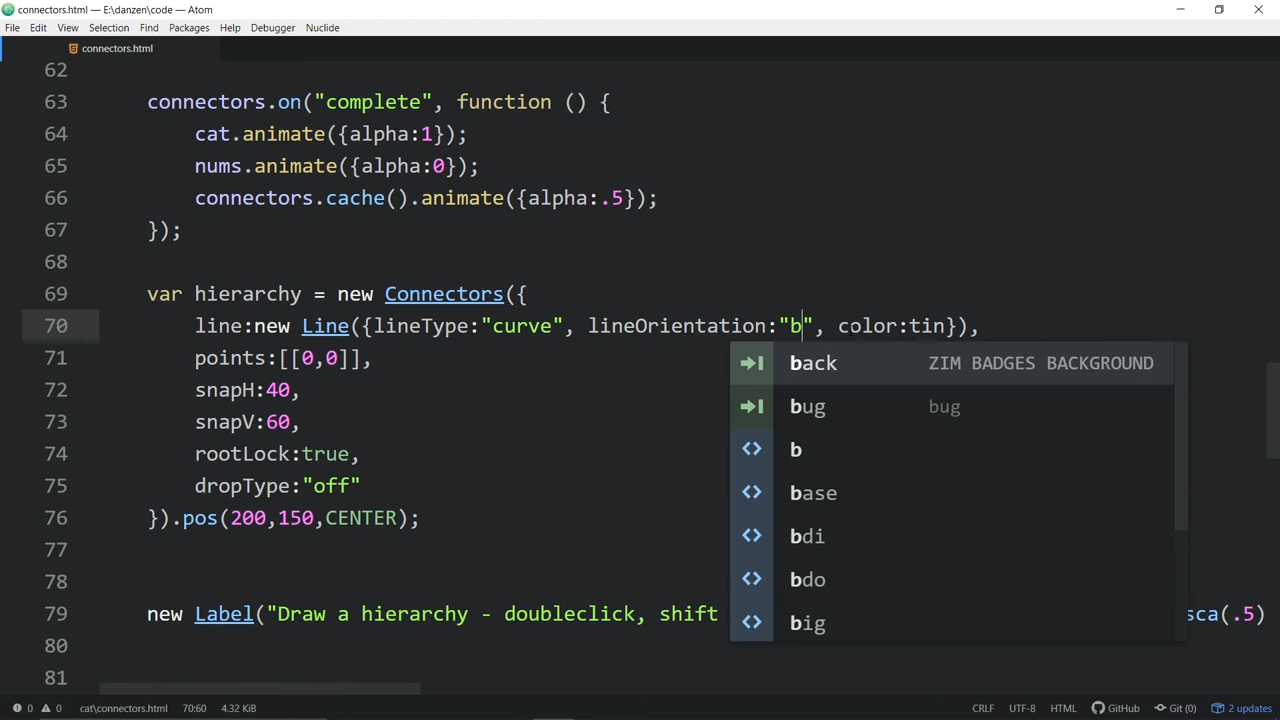 connectors.html — E:\danzen\code — Atom
File Edit View Selection Find Packages Help Debugger Nuclide
connectors.html
62
63 connectors.on("complete", function () {
64 cat.animate({alpha:1});
65 nums.animate({alpha:0});
66 connectors.cache().animate({alpha:.5});
67 });
68
69 var hierarchy = new Connectors({
70 line:new Line({lineType:"curve", lineOrientation:"b", color:tin}),
71 points:[[0,0]],
72 snapH:40,
73 snapV:60,
74 rootLock:true,
75 dropType:"off"
76 }).pos(200,150,CENTER);
77
78
79 new Label("Draw a hierarchy - doubleclick, shift sca(.5)
80
81
back ZIM BADGES BACKGROUND
bug bug
b
base
bdi
bdo
big
0 0 cat\connectors.html 70:60 4.32 KiB CRLF UTF-8 HTML GitHub Git (0) 2 updates